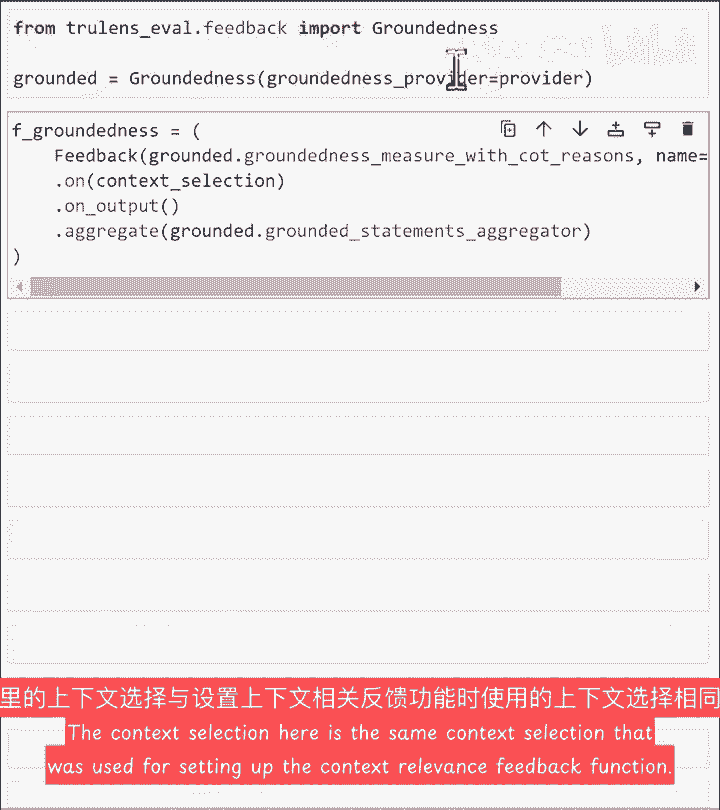 from trulens_eval.feedback import Groundedness
grounded = Groundedness(groundedness_provider=provider)
f_groundedness = (
    Feedback(grounded.groundedness_measure_with_cot_reasons, name=
    .on(context_selection)
    .on_output()
    .aggregate(grounded.grounded_statements_aggregator)
)
里的上下文选择与设置上下文相关反馈功能时使用的上下文选择相同
The context selection here is the same context selection that
was used for setting up the context relevance feedback function.